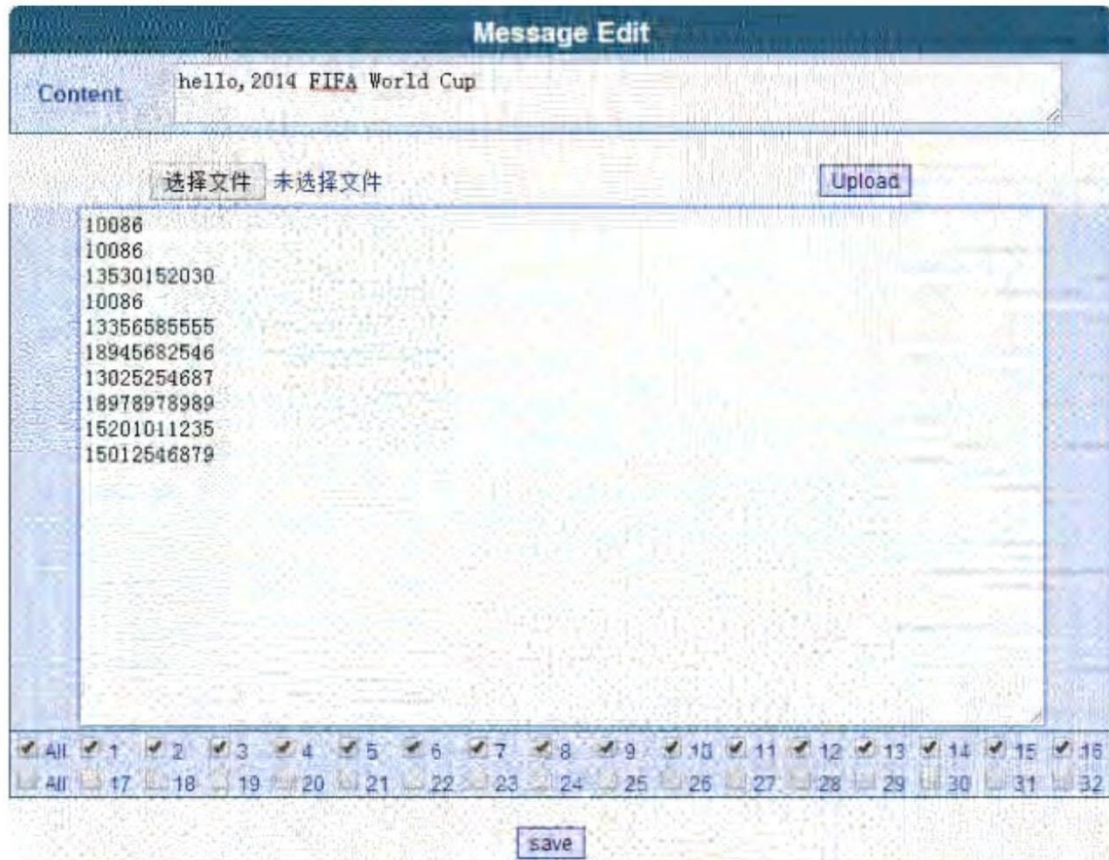 Message Edit
Content hello,2014 FIFA World Cup
选择文件 未选择文件 Upload
10086
10086
13530152030
10086
13356585555
18945682546
13025254687
18978978989
15201011235
15012546879
All 1 2 3 4 5 6 7 8 9 10 11 12 13 14 15 16
All 17 18 19 20 21 22 23 24 25 26 27 28 29 30 31 32
save